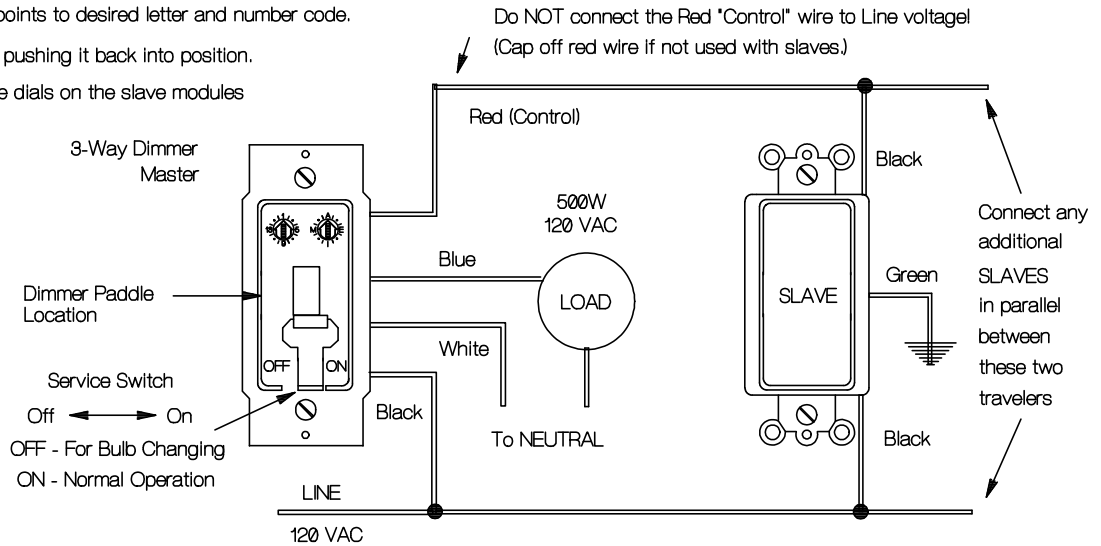 points to desired letter and number code.
Do NOT connect the Red "Control" wire to Line voltage!
(Cap off red wire if not used with slaves.)
pushing it back into position.
e dials on the slave modules
Red (Control)
3-Way Dimmer
Master
Black
500W
120 VAC
Connect any
additional
SLAVES
in parallel
between
these two
travelers
Blue
Green
LOAD
SLAVE
Dimmer Paddle
Location
White
OFF
ON
Service Switch
Off
On
Black
OFF - For Bulb Changing
ON - Normal Operation
To NEUTRAL
Black
LINE
120 VAC